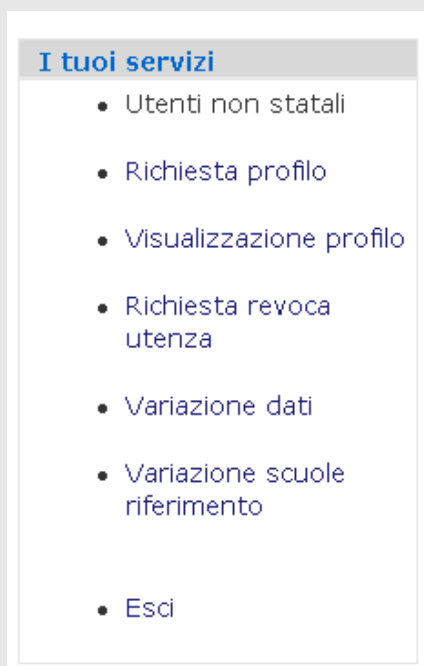 I tuoi servizi
Utenti non statali
Richiesta profilo
Visualizzazione profilo
Richiesta revoca
utenza
Variazione dati
Variazione scuole
riferimento
Esci